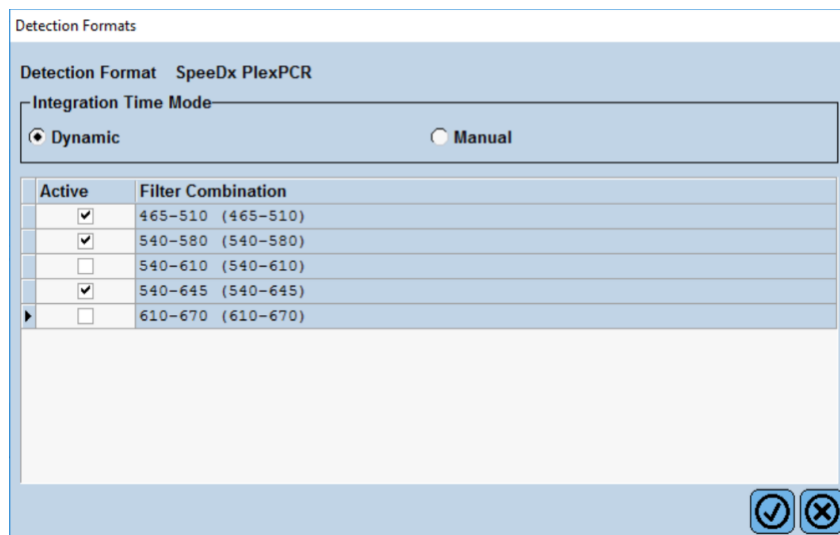 Detection Formats
Detection Format SpeeDx PlexPCR
Integration Time Mode
Dynamic Manual
Active Filter Combination
465-510 (465-510)
540-580 (540-580)
540-610 (540-610)
540-645 (540-645)
610-670 (610-670)